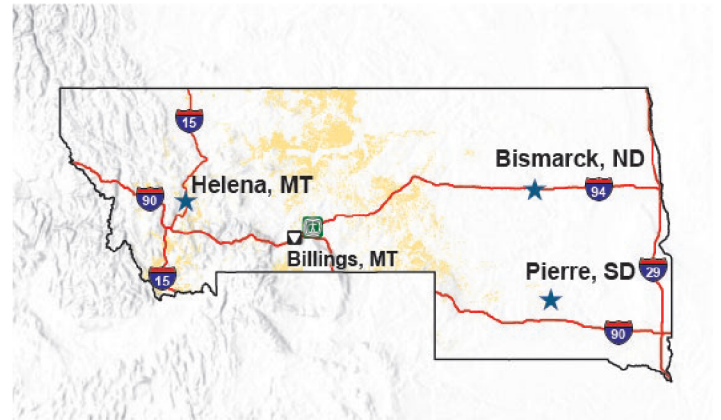 15
Bismarck, ND
Helena, MT
90
94
Billings, MT
Pierre, SD
29
15
90